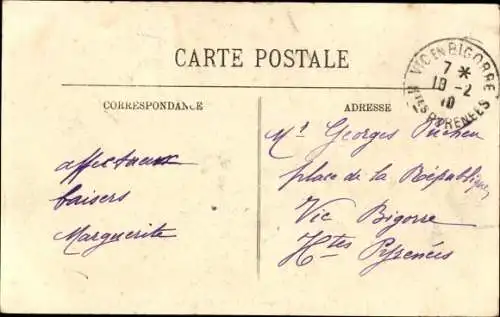 CARTE POSTALE
VIC EN BIGORRE
7 *
18 -2
10
Htes PYRENEES
CORRESPONDANCE
ADRESSE
affectueux
baisers
Marguerite
Mr Georges
place de la République
Vic Bigorre
Htes Pyrénées